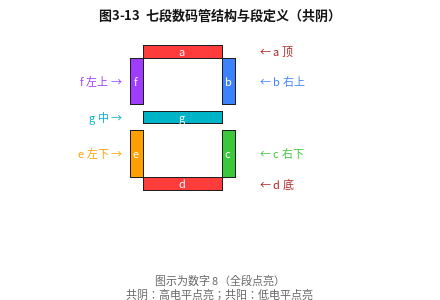 图3-13 七段数码管结构与段定义（共阴）
a
←a 顶
f 左上→
f
b
←b 右上
g 中→
g
e 左下→
e
c
←c 右下
d
←d 底
图示为数字 8（全段点亮）
共阴：高电平点亮；共阳：低电平点亮